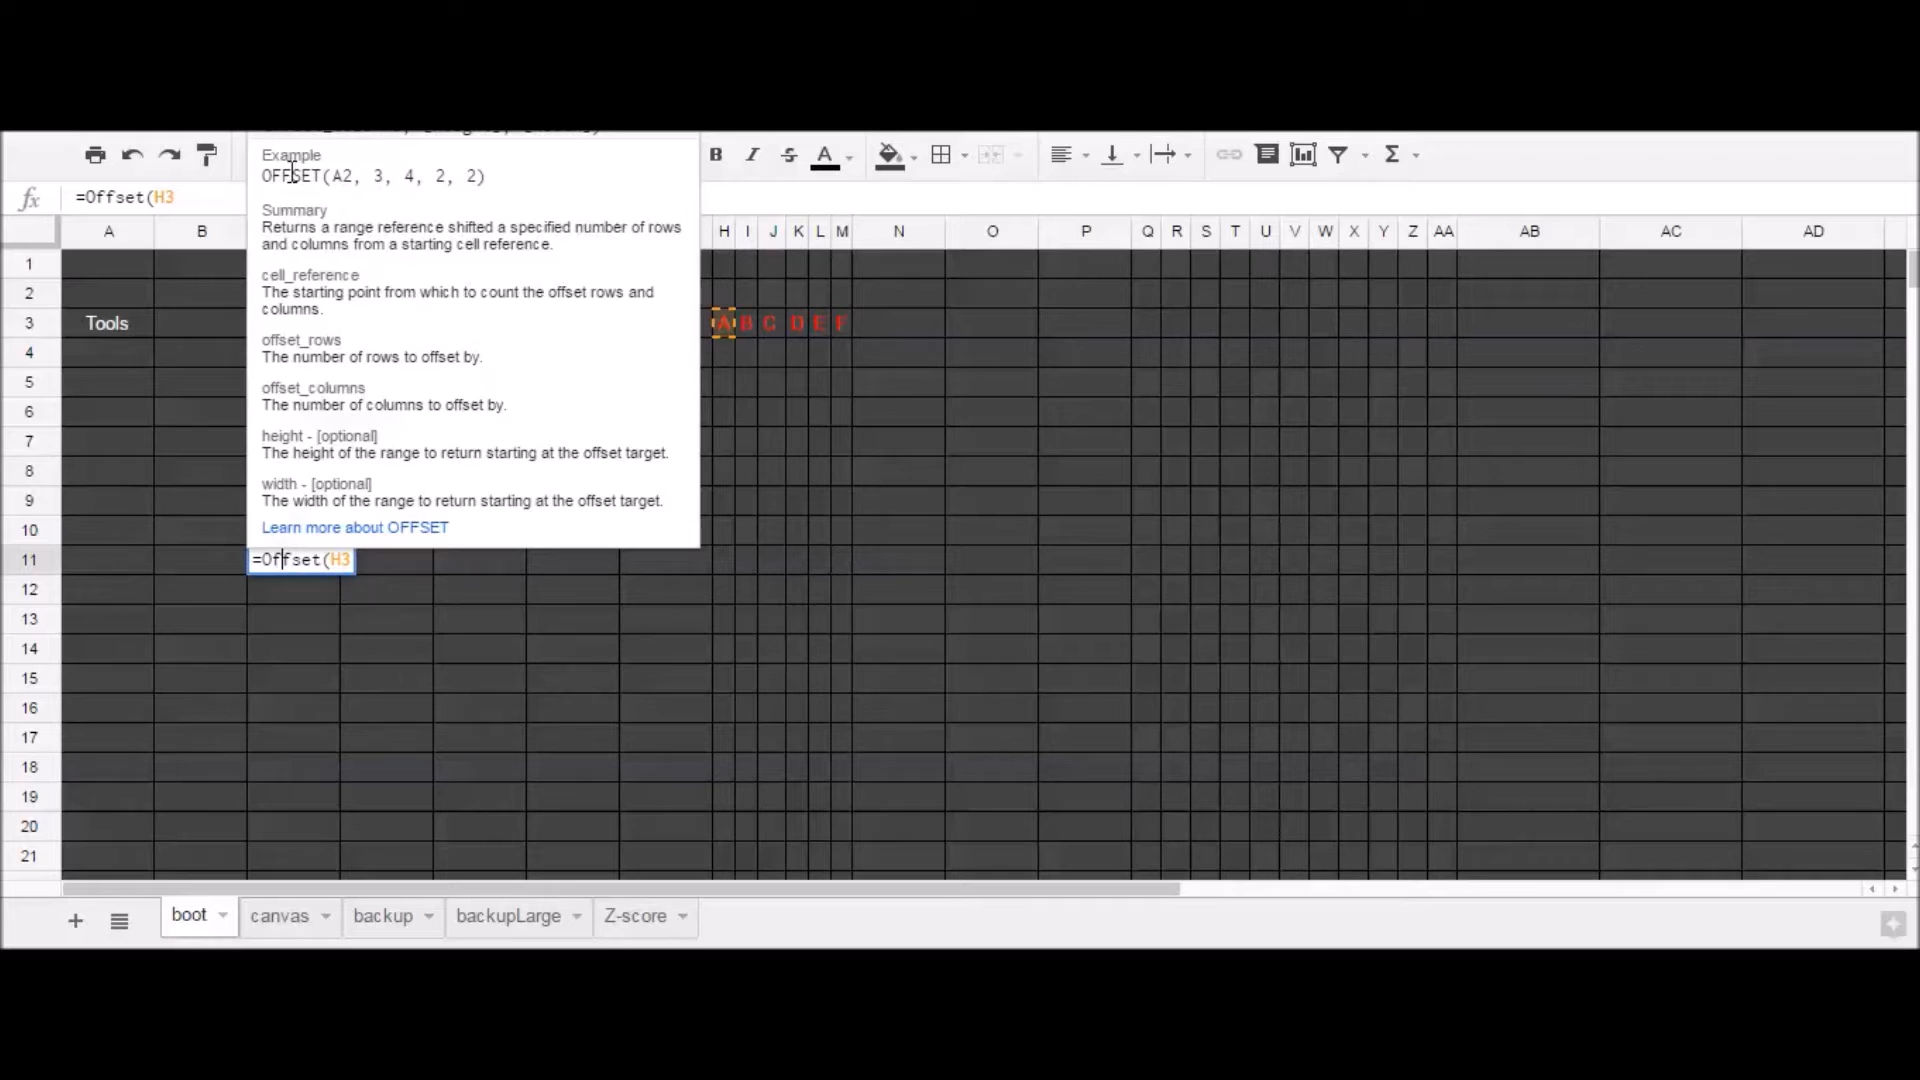 Example
OFFSET(A2, 3, 4, 2, 2)
=Offset(H3
Summary
Returns a range reference shifted a specified number of rows
and columns from a starting cell reference.
A B H I J K L M N O P Q R S T U V W X Y Z AA AB AC AD
cell_reference
The starting point from which to count the offset rows and
columns.
1
2
3 Tools A B C D E F
offset_rows
The number of rows to offset by.
4
offset_columns
The number of columns to offset by.
5
6
height - [optional]
The height of the range to return starting at the offset target.
7
8
width - [optional]
The width of the range to return starting at the offset target.
9
Learn more about OFFSET
10
11 =Offset(H3
12
13
14
15
16
17
18
19
20
21
boot canvas backup backupLarge Z-score